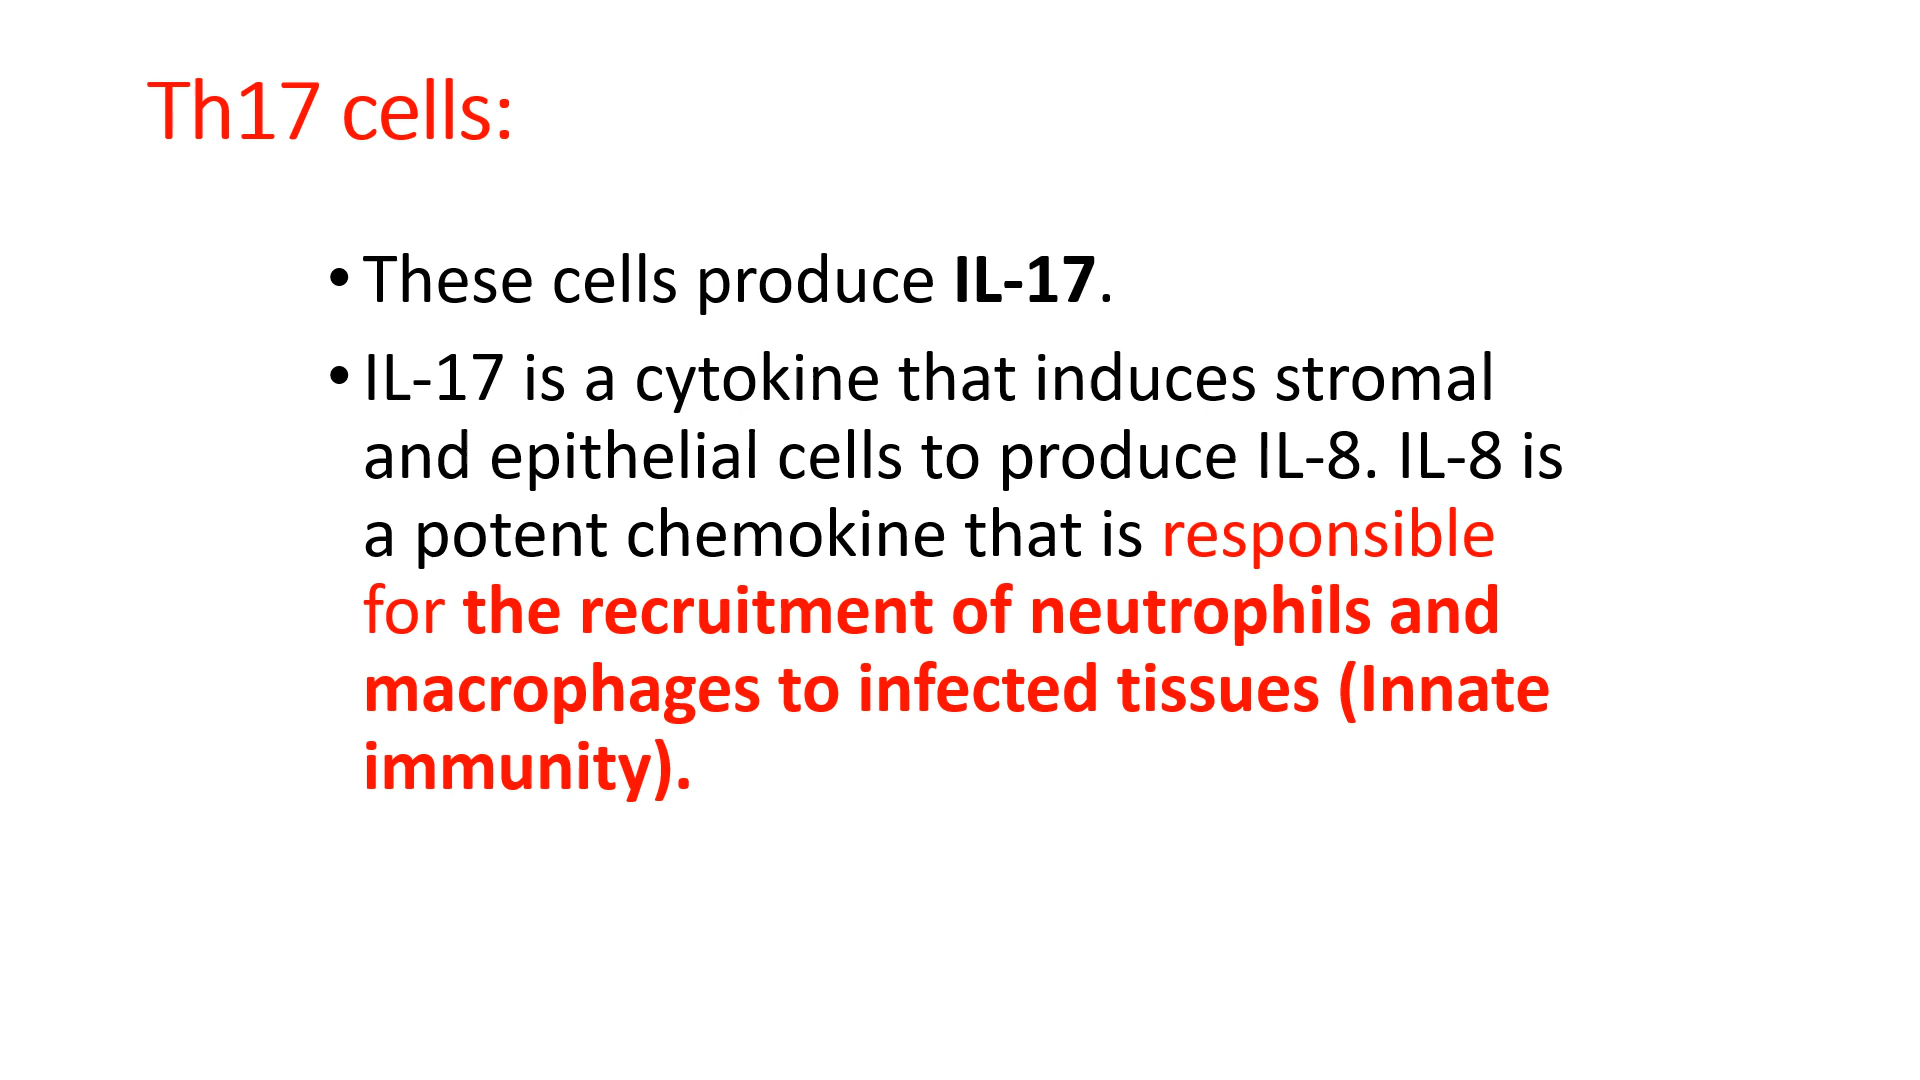 Th17 cells:
• These cells produce IL-17.
• IL-17 is a cytokine that induces stromal
and epithelial cells to produce IL-8. IL-8 is
a potent chemokine that is responsible
for the recruitment of neutrophils and
macrophages to infected tissues (Innate
immunity).